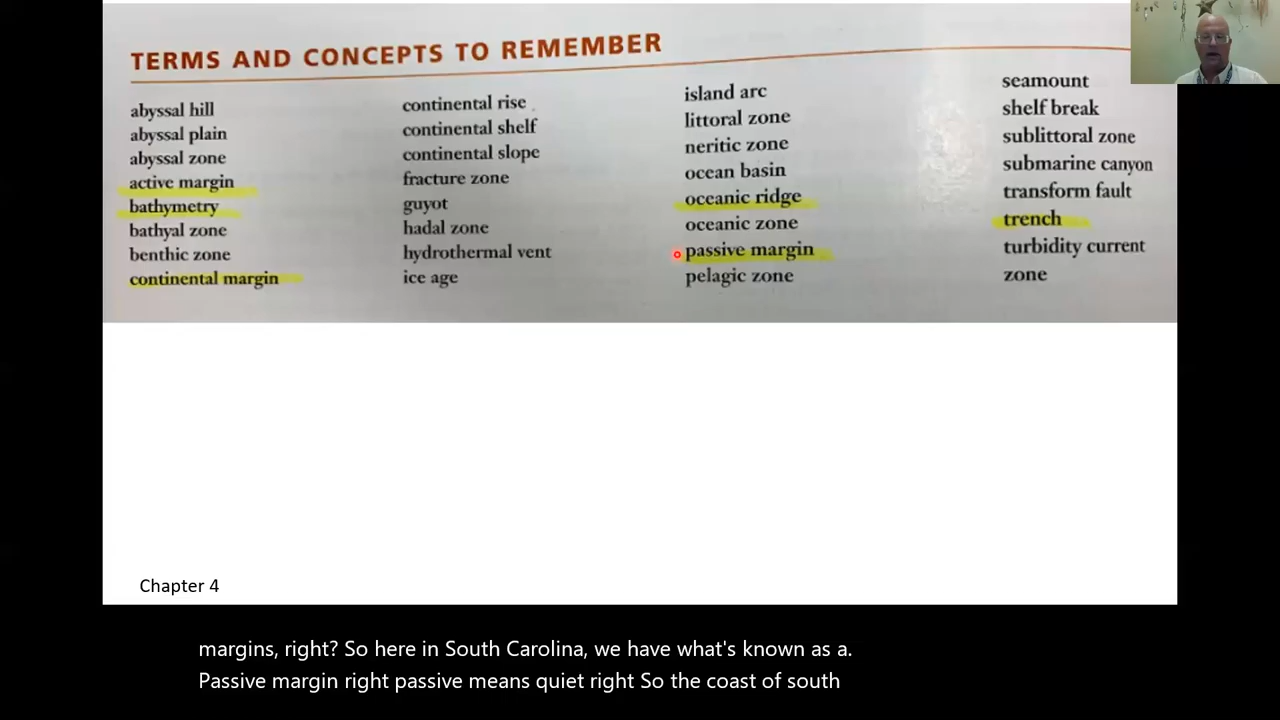 TERMS AND CONCEPTS TO REMEMBER
abyssal hill
abyssal plain
abyssal zone
active margin
bathymetry
bathyal zone
benthic zone
continental margin
continental rise
continental shelf
continental slope
fracture zone
guyot
hadal zone
hydrothermal vent
ice age
island arc
littoral zone
neritic zone
ocean basin
oceanic ridge
oceanic zone
passive margin
pelagic zone
seamount
shelf break
sublittoral zone
submarine canyon
transform fault
trench
turbidity current
zone
Chapter 4
margins, right? So here in South Carolina, we have what's known as a.
Passive margin right passive means quiet right So the coast of south